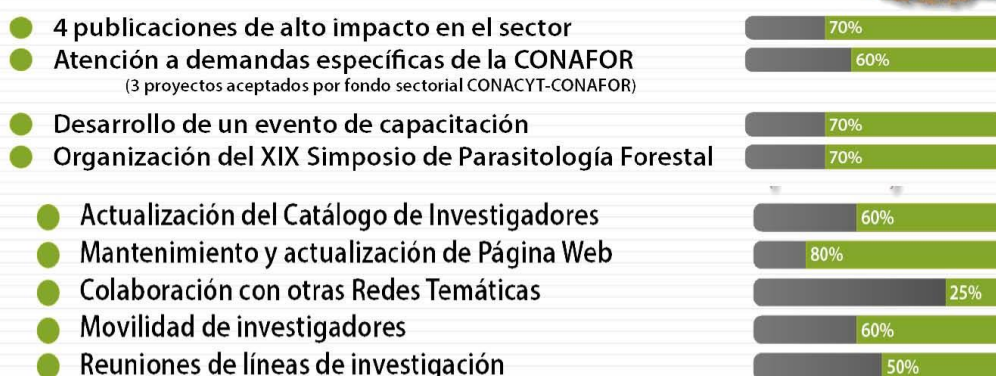 4 publicaciones de alto impacto en el sector 70%
Atención a demandas específicas de la CONAFOR 60%
(3 proyectos aceptados por fondo sectorial CONACYT-CONAFOR)
Desarrollo de un evento de capacitación 70%
Organización del XIX Simposio de Parasitología Forestal 70%
Actualización del Catálogo de Investigadores 60%
Mantenimiento y actualización de Página Web 80%
Colaboración con otras Redes Temáticas 25%
Movilidad de investigadores 60%
Reuniones de líneas de investigación 50%